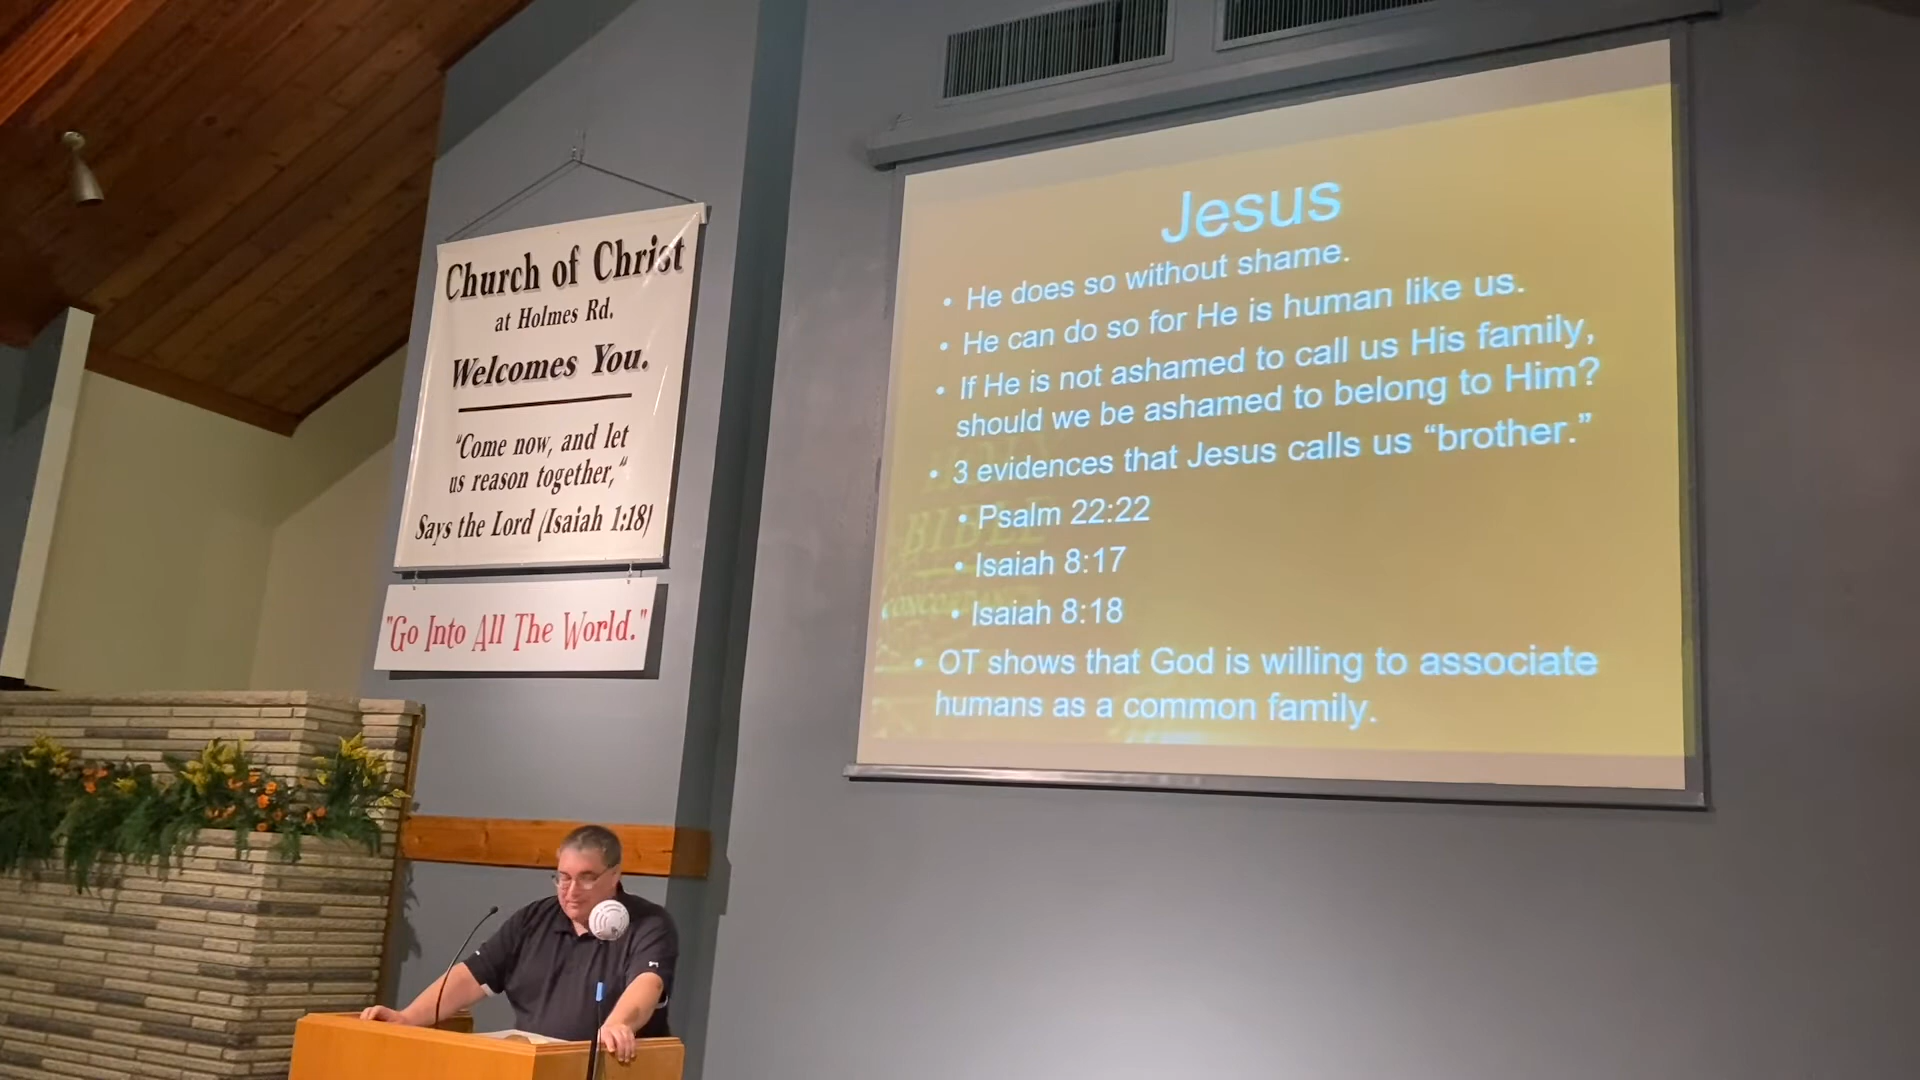 Church of Christ
at Holmes Rd.
Welcomes You.
"Come now, and let
us reason together,"
Says the Lord (Isaiah 1:18)
"Go Into All The World."
Jesus
• He does so without shame.
• He can do so for He is human like us.
• If He is not ashamed to call us His family,
should we be ashamed to belong to Him?
• 3 evidences that Jesus calls us “brother.”
• Psalm 22:22
• Isaiah 8:17
• Isaiah 8:18
• OT shows that God is willing to associate
humans as a common family.
BIBLE